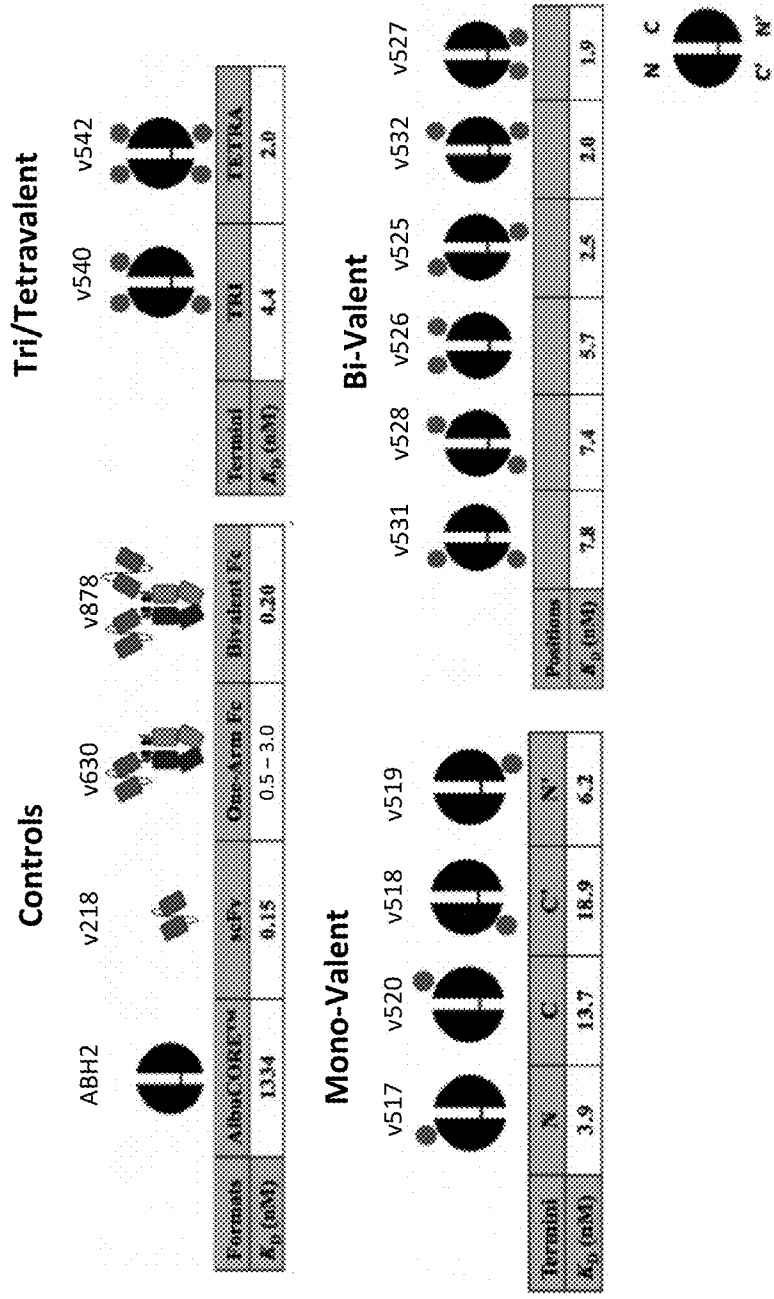 Controls
ABH2 v218 v630 v878
Formats AlbuCORE™ scFv One-Arm Fc Bivalent Fc
KD (nM) 1334 0.15 0.5 – 3.0 0.20
Tri/Tetravalent
v540 v542
Termini TRI TETRA
KD (nM) 4.4 2.0
Mono-Valent
v517 v520 v518 v519
Termini N C C' N'
KD (nM) 3.9 13.7 18.9 6.2
Bi-Valent
v531 v528 v526 v525 v532 v527
Positions
KD (nM) 7.8 7.4 5.7 2.5 2.0 1.9
N C
C' N'